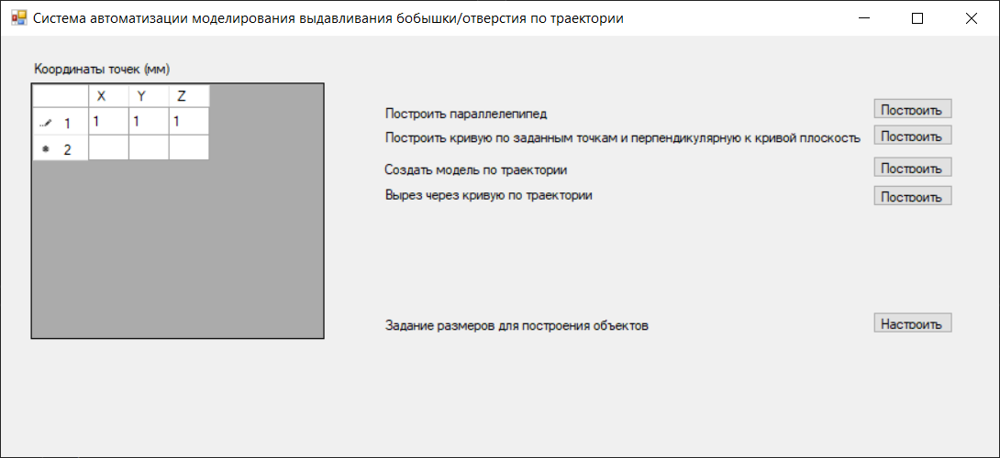 Система автоматизации моделирования выдавливания бобышки/отверстия по траектории
Координаты точек (мм)
X Y Z
1 1 1 1
2
Построить параллелепипед Построить
Построить кривую по заданным точкам и перпендикулярную к кривой плоскость Построить
Создать модель по траектории Построить
Вырез через кривую по траектории Построить
Задание размеров для построения объектов Настроить